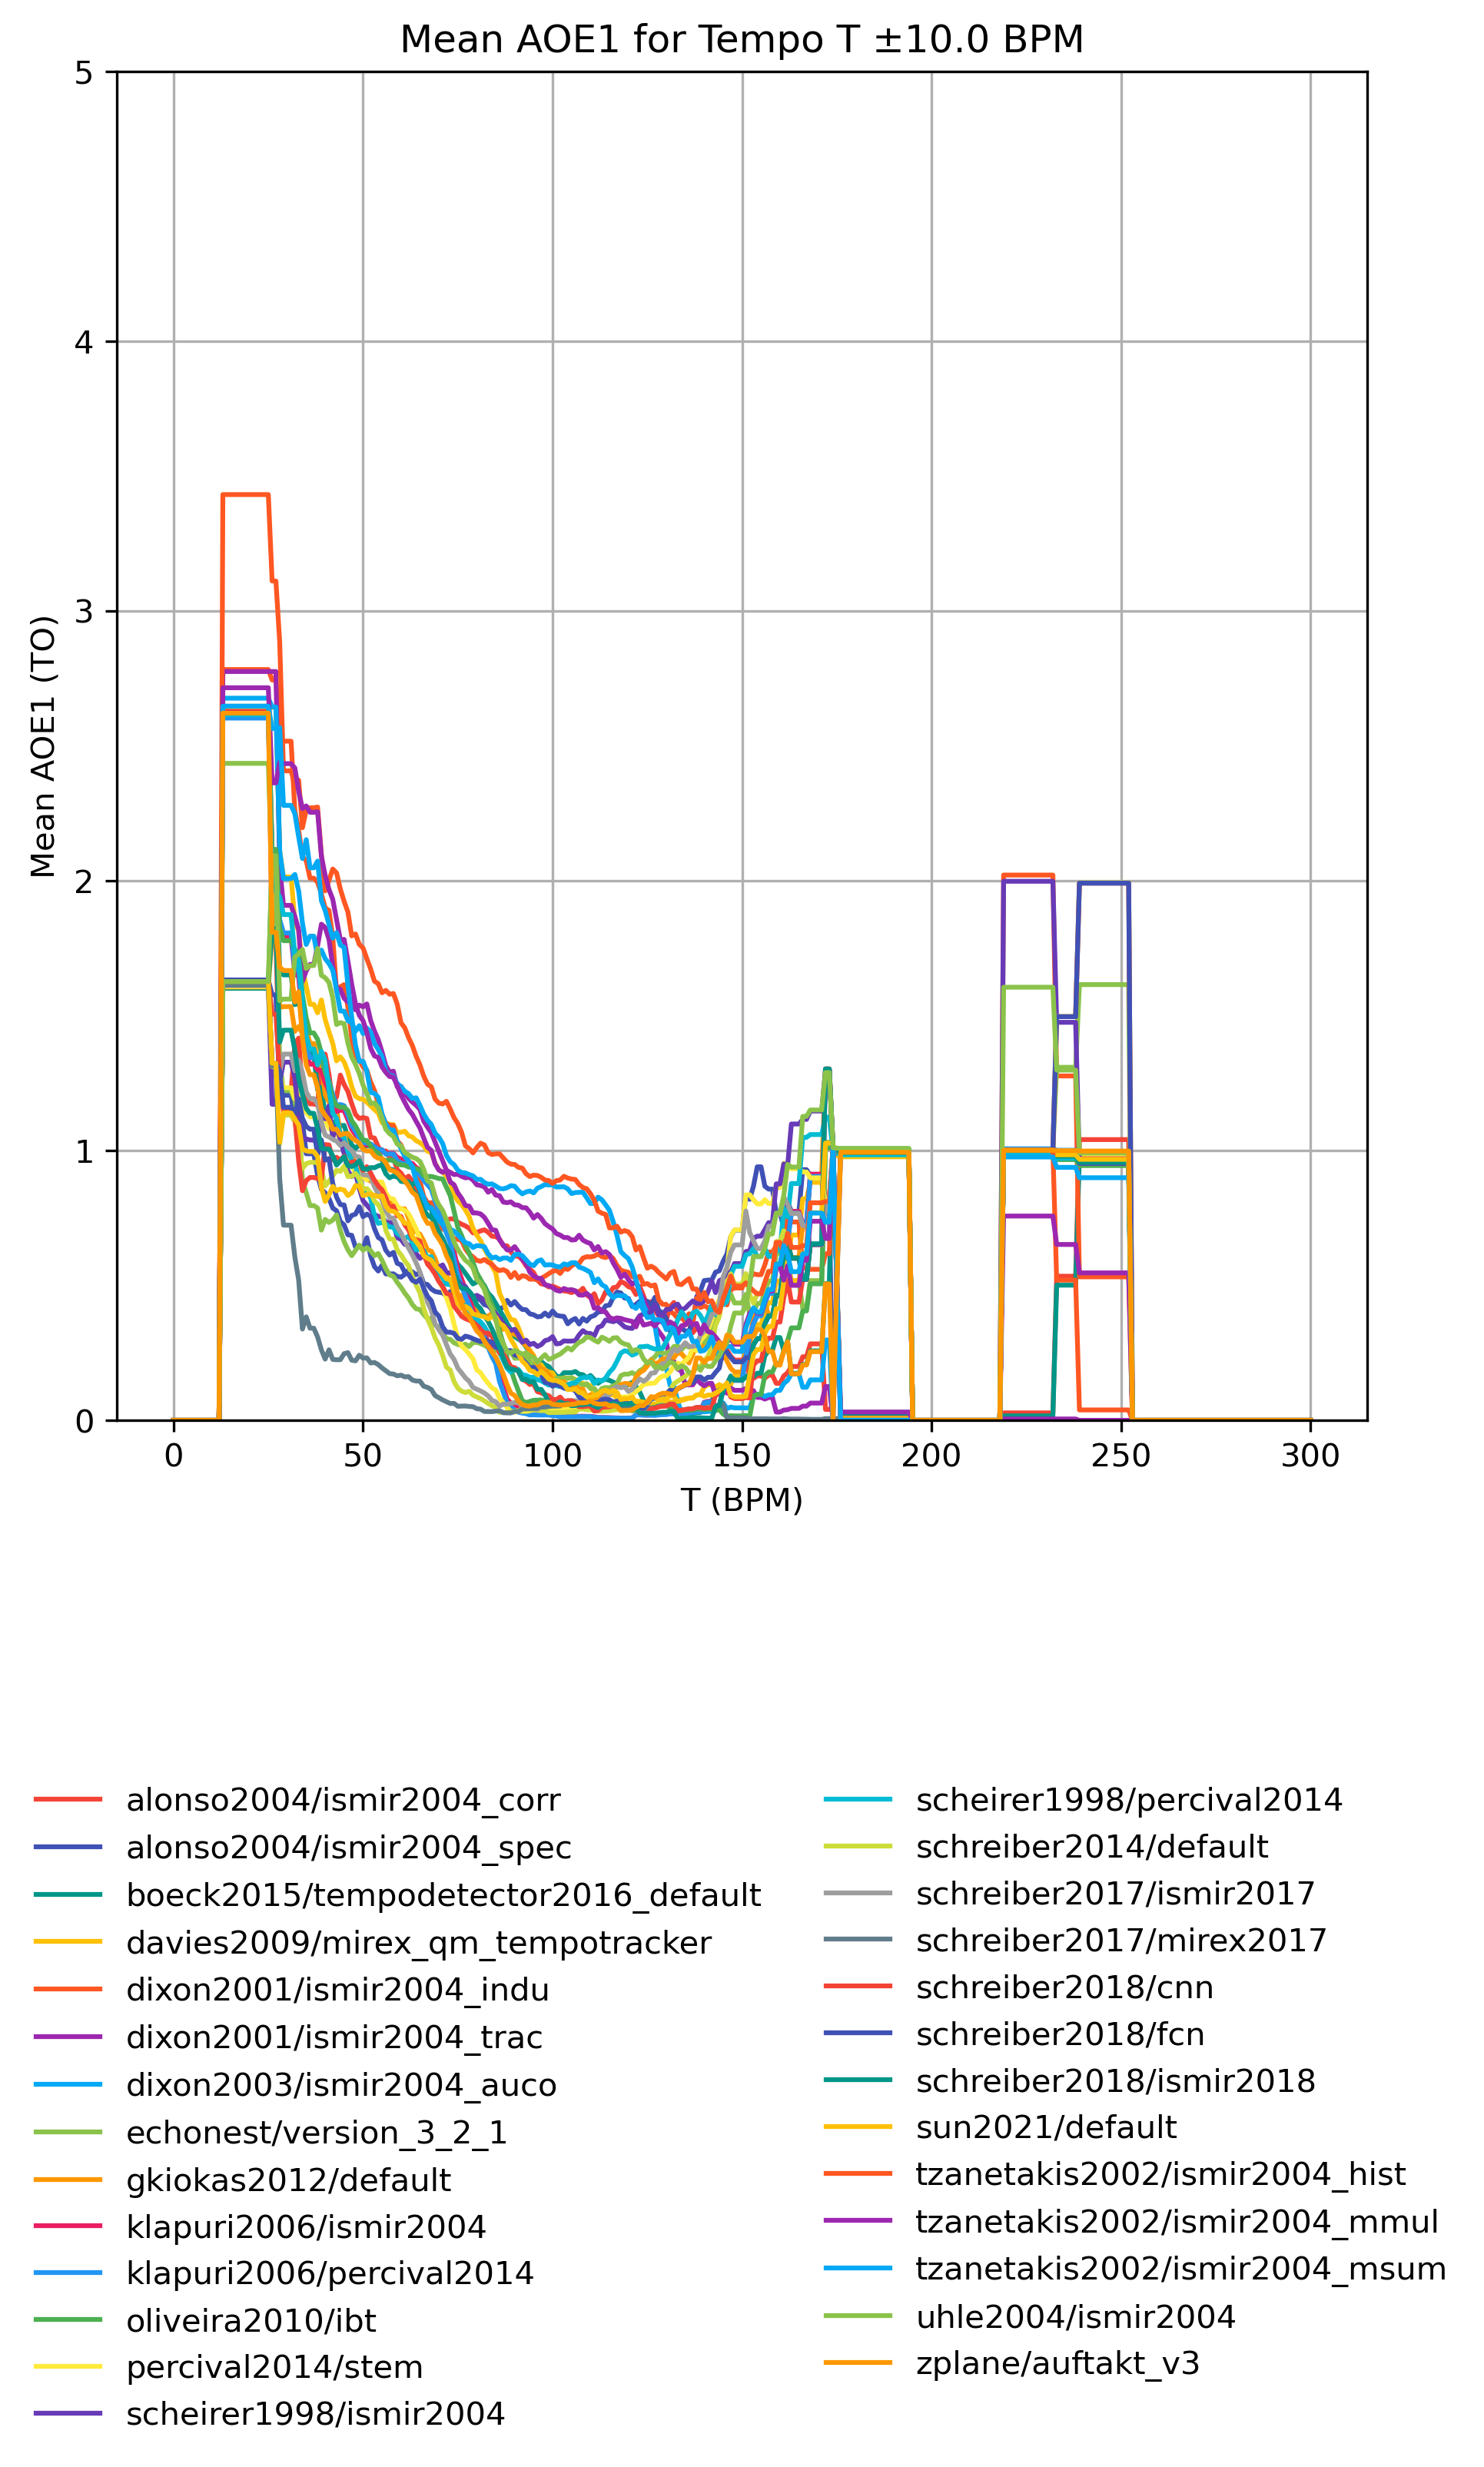 Mean AOE1 for Tempo T ±10.0 BPM
5
4
3
2
1
0
Mean AOE1 (TO)
0 50 100 150 200 250 300
T (BPM)
alonso2004/ismir2004_corr
alonso2004/ismir2004_spec
boeck2015/tempodetector2016_default
davies2009/mirex_qm_tempotracker
dixon2001/ismir2004_indu
dixon2001/ismir2004_trac
dixon2003/ismir2004_auco
echonest/version_3_2_1
gkiokas2012/default
klapuri2006/ismir2004
klapuri2006/percival2014
oliveira2010/ibt
percival2014/stem
scheirer1998/ismir2004
scheirer1998/percival2014
schreiber2014/default
schreiber2017/ismir2017
schreiber2017/mirex2017
schreiber2018/cnn
schreiber2018/fcn
schreiber2018/ismir2018
sun2021/default
tzanetakis2002/ismir2004_hist
tzanetakis2002/ismir2004_mmul
tzanetakis2002/ismir2004_msum
uhle2004/ismir2004
zplane/auftakt_v3